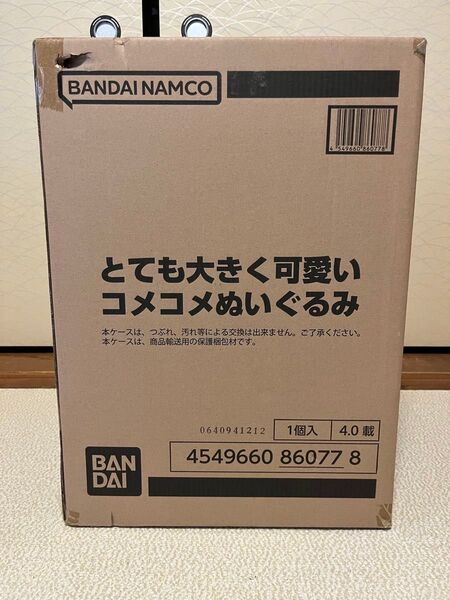 BANDAI NAMCO
4549660860778
とても大きく可愛い
コメコメぬいぐるみ
本ケースは、つぶれ、汚れ等による交換は出来ません。ご了承ください。
本ケースは、商品輸送用の保護梱包材です。
0640941212
1個入
4.0 載
BAN
DAI
4549660 86077 8